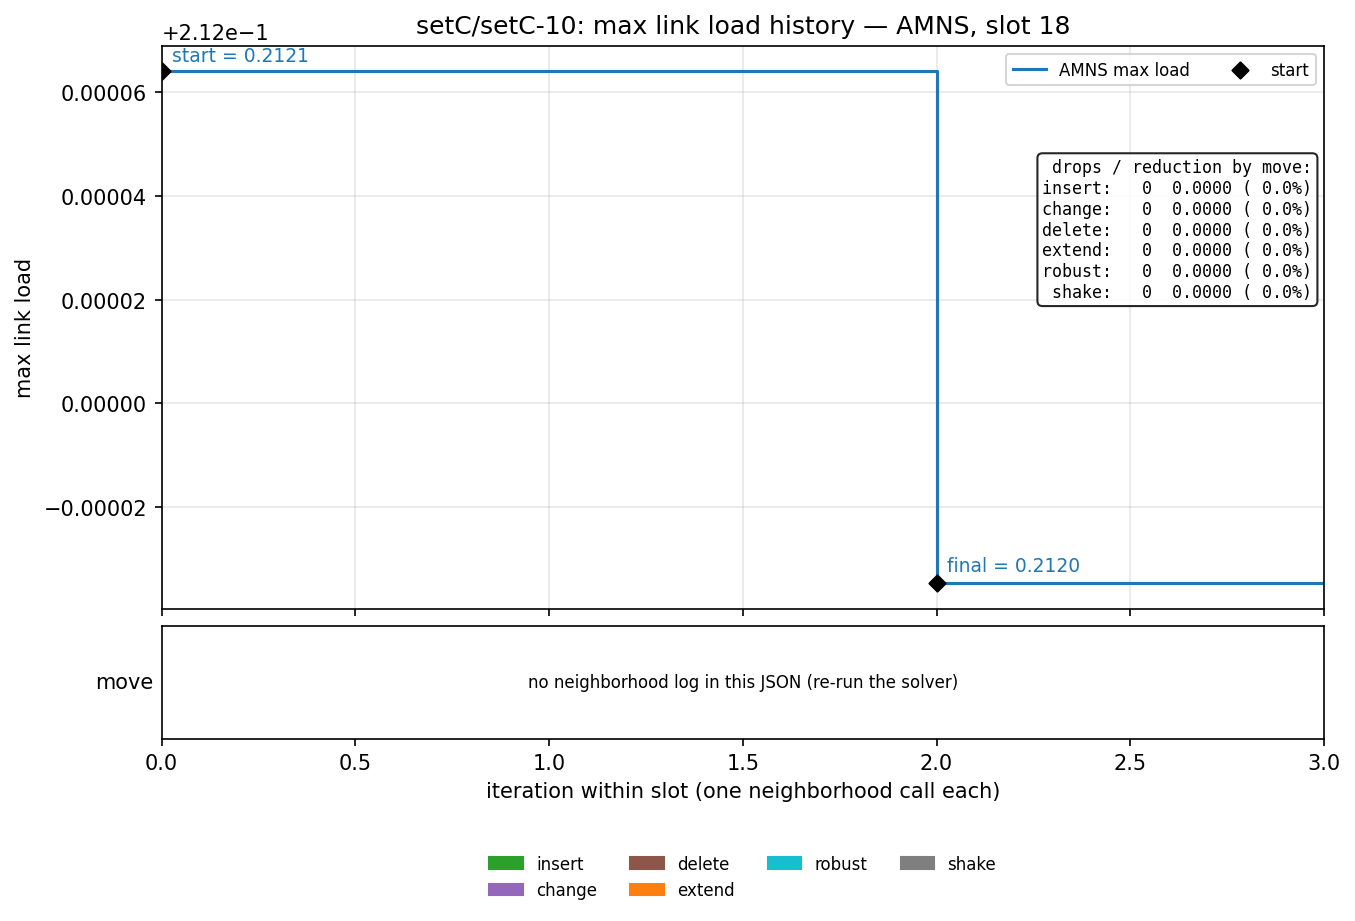 setC/setC-10: max link load history — AMNS, slot 18
+2.12e−1
start = 0.2121
AMNS max load
start
0.00006
0.00004
0.00002
0.00000
−0.00002
max link load
drops / reduction by move:
insert: 0 0.0000 ( 0.0%)
change: 0 0.0000 ( 0.0%)
delete: 0 0.0000 ( 0.0%)
extend: 0 0.0000 ( 0.0%)
robust: 0 0.0000 ( 0.0%)
shake: 0 0.0000 ( 0.0%)
final = 0.2120
move
no neighborhood log in this JSON (re-run the solver)
0.0 0.5 1.0 1.5 2.0 2.5 3.0
iteration within slot (one neighborhood call each)
insert delete robust shake
change extend